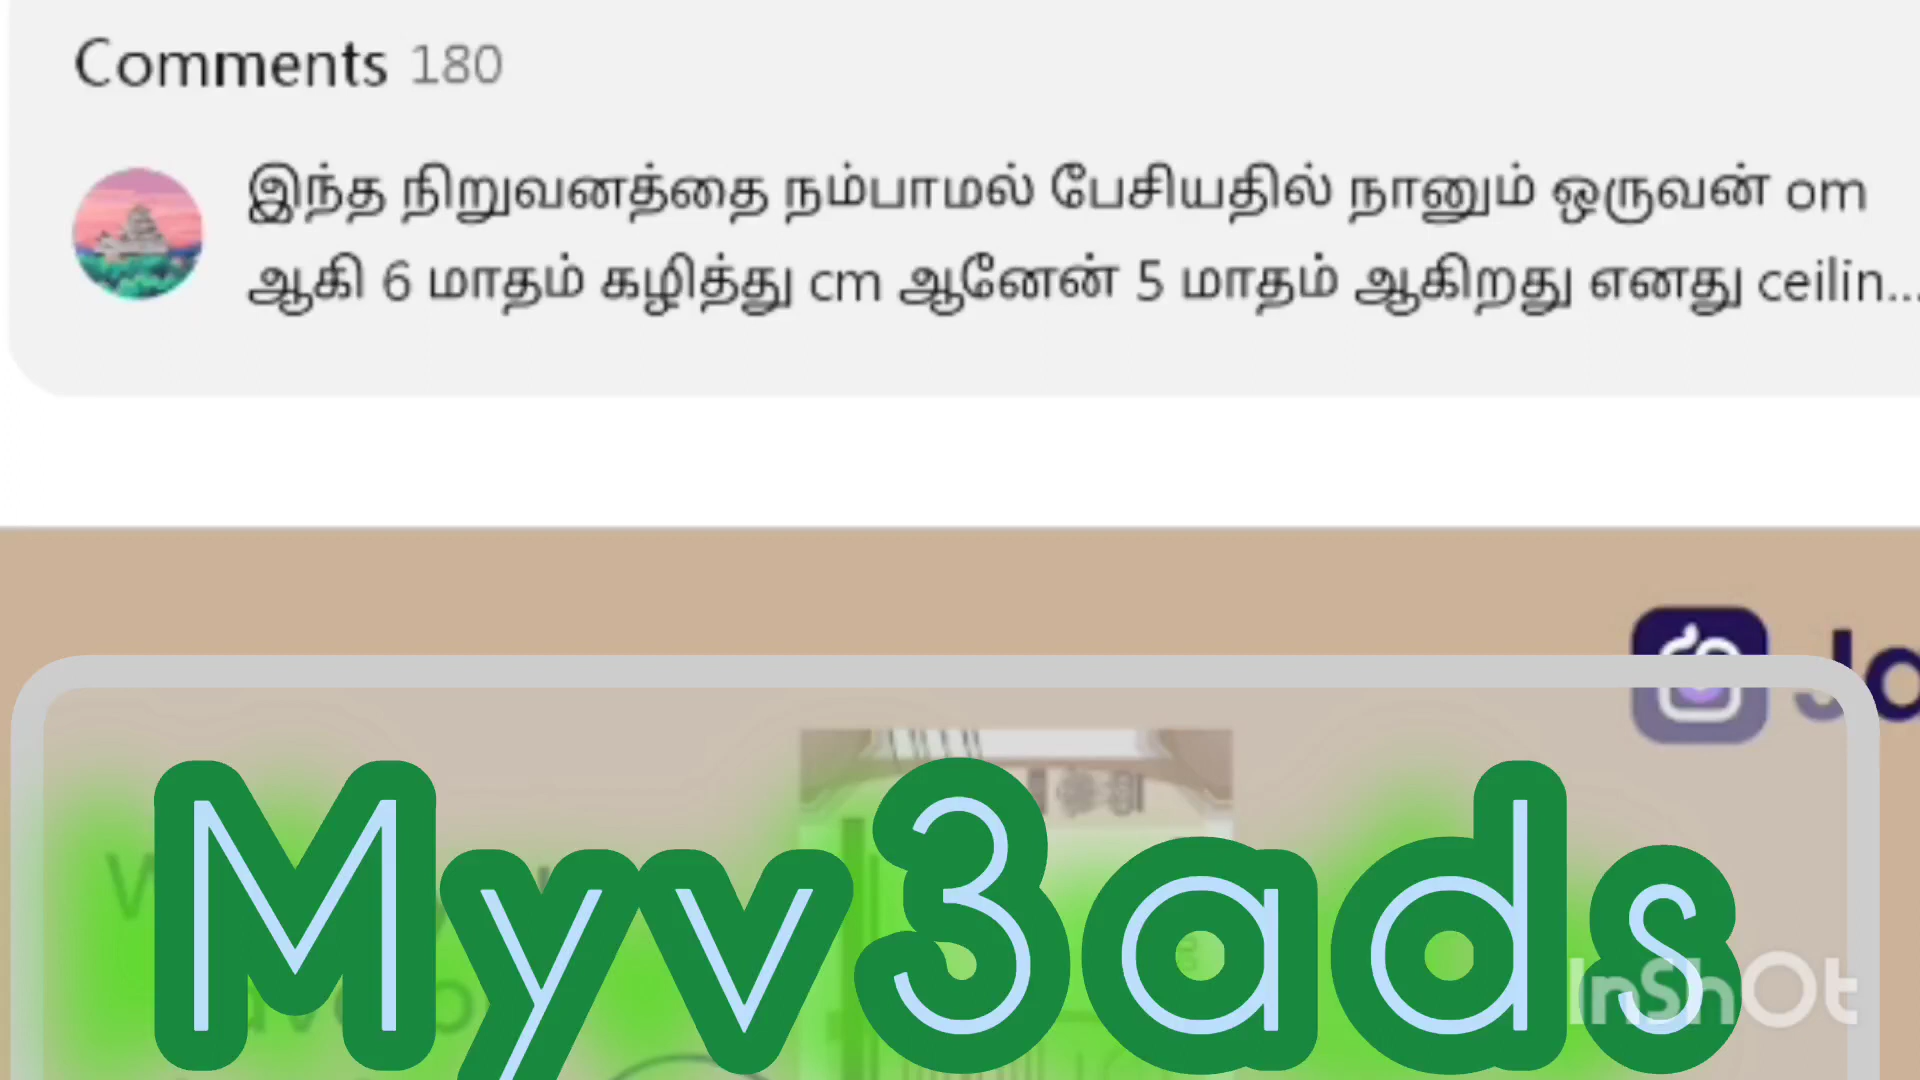 Comments 180
இந்த நிறுவனத்தை நம்பாமல் பேசியதில் நானும் ஒருவன் om
ஆகி 6 மாதம் கழித்து cm ஆனேன் 5 மாதம் ஆகிறது எனது ceilin...
Jo
Myv3ads
InShOt